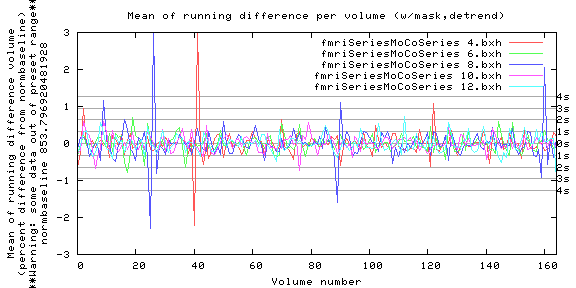 Mean of running difference per volume (w/mask,detrend)
Mean of running difference volume
(percent difference from normbaseline)
**Warning: some data out of preset range**
normbaseline 853.79692048192​8
fmriSeriesMoCoSeries 4.bxh
fmriSeriesMoCoSeries 6.bxh
fmriSeriesMoCoSeries 8.bxh
fmriSeriesMoCoSeries 10.bxh
fmriSeriesMoCoSeries 12.bxh
3
2
1
0
-1
-2
-3
4s
3s
2s
1s
0s
1s
2s
3s
4s
0 20 40 60 80 100 120 140 160
Volume number